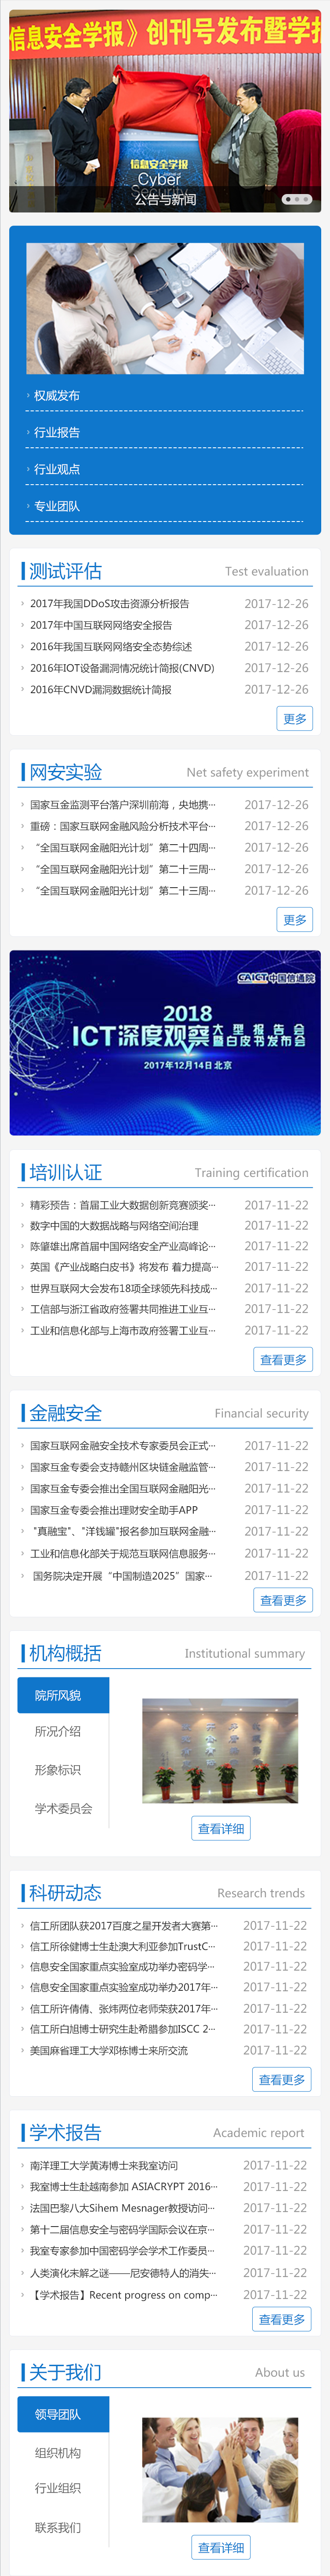 信息安全学报》创刊号发布暨学报
信息安全学报
Cyber
Security
公告与新闻
权威发布
行业报告
行业观点
专业团队
测试评估 Test evaluation
2017年我国DDoS攻击资源分析报告 2017-12-26
2017年中国互联网网络安全报告 2017-12-26
2016年我国互联网网络安全态势综述 2017-12-26
2016年IOT设备漏洞情况统计简报(CNVD) 2017-12-26
2016年CNVD漏洞数据统计简报 2017-12-26
更多
网安实验 Net safety experiment
国家互金监测平台落户深圳前海，央地携··· 2017-12-26
重磅：国家互联网金融风险分析技术平台··· 2017-12-26
“全国互联网金融阳光计划”第二十四周··· 2017-12-26
“全国互联网金融阳光计划”第二十三周··· 2017-12-26
“全国互联网金融阳光计划”第二十三周··· 2017-12-26
更多
CAICT中国信通院
2018
ICT深度观察 大型报告会暨白皮书发布会
2017年12月14日 北京
培训认证 Training certification
精彩预告：首届工业大数据创新竞赛颁奖··· 2017-11-22
数字中国的大数据战略与网络空间治理 2017-11-22
陈肇雄出席首届中国网络安全产业高峰论··· 2017-11-22
英国《产业战略白皮书》将发布 着力提高··· 2017-11-22
世界互联网大会发布18项全球领先科技成··· 2017-11-22
工信部与浙江省政府签署共同推进工业互··· 2017-11-22
工业和信息化部与上海市政府签署工业互··· 2017-11-22
查看更多
金融安全 Financial security
国家互联网金融安全技术专家委员会正式··· 2017-11-22
国家互金专委会支持赣州区块链金融监管··· 2017-11-22
国家互金专委会推出全国互联网金融阳光··· 2017-11-22
国家互金专委会推出理财安全助手APP 2017-11-22
"真融宝"、"洋钱罐"报名参加互联网金融··· 2017-11-22
工业和信息化部关于规范互联网信息服务··· 2017-11-22
国务院决定开展“中国制造2025”国家··· 2017-11-22
查看更多
机构概括 Institutional summary
院所风貌
所况介绍
形象标识
学术委员会
查看详细
科研动态 Research trends
信工所团队获2017百度之星开发者大赛第··· 2017-11-22
信工所徐健博士生赴澳大利亚参加TrustC··· 2017-11-22
信息安全国家重点实验室成功举办密码学··· 2017-11-22
信息安全国家重点实验室成功举办2017年··· 2017-11-22
信工所许倩倩、张炜两位老师荣获2017年··· 2017-11-22
信工所白旭博士研究生赴希腊参加ISCC 2··· 2017-11-22
美国麻省理工大学邓栋博士来所交流 2017-11-22
查看更多
学术报告 Academic report
南洋理工大学黄涛博士来我室访问 2017-11-22
我室博士生赴越南参加 ASIACRYPT 2016··· 2017-11-22
法国巴黎八大Sihem Mesnager教授访问··· 2017-11-22
第十二届信息安全与密码学国际会议在京··· 2017-11-22
我室专家参加中国密码学会学术工作委员··· 2017-11-22
人类演化未解之谜——尼安德特人的消失··· 2017-11-22
【学术报告】Recent progress on comp··· 2017-11-22
查看更多
关于我们 About us
领导团队
组织机构
行业组织
联系我们
查看详细